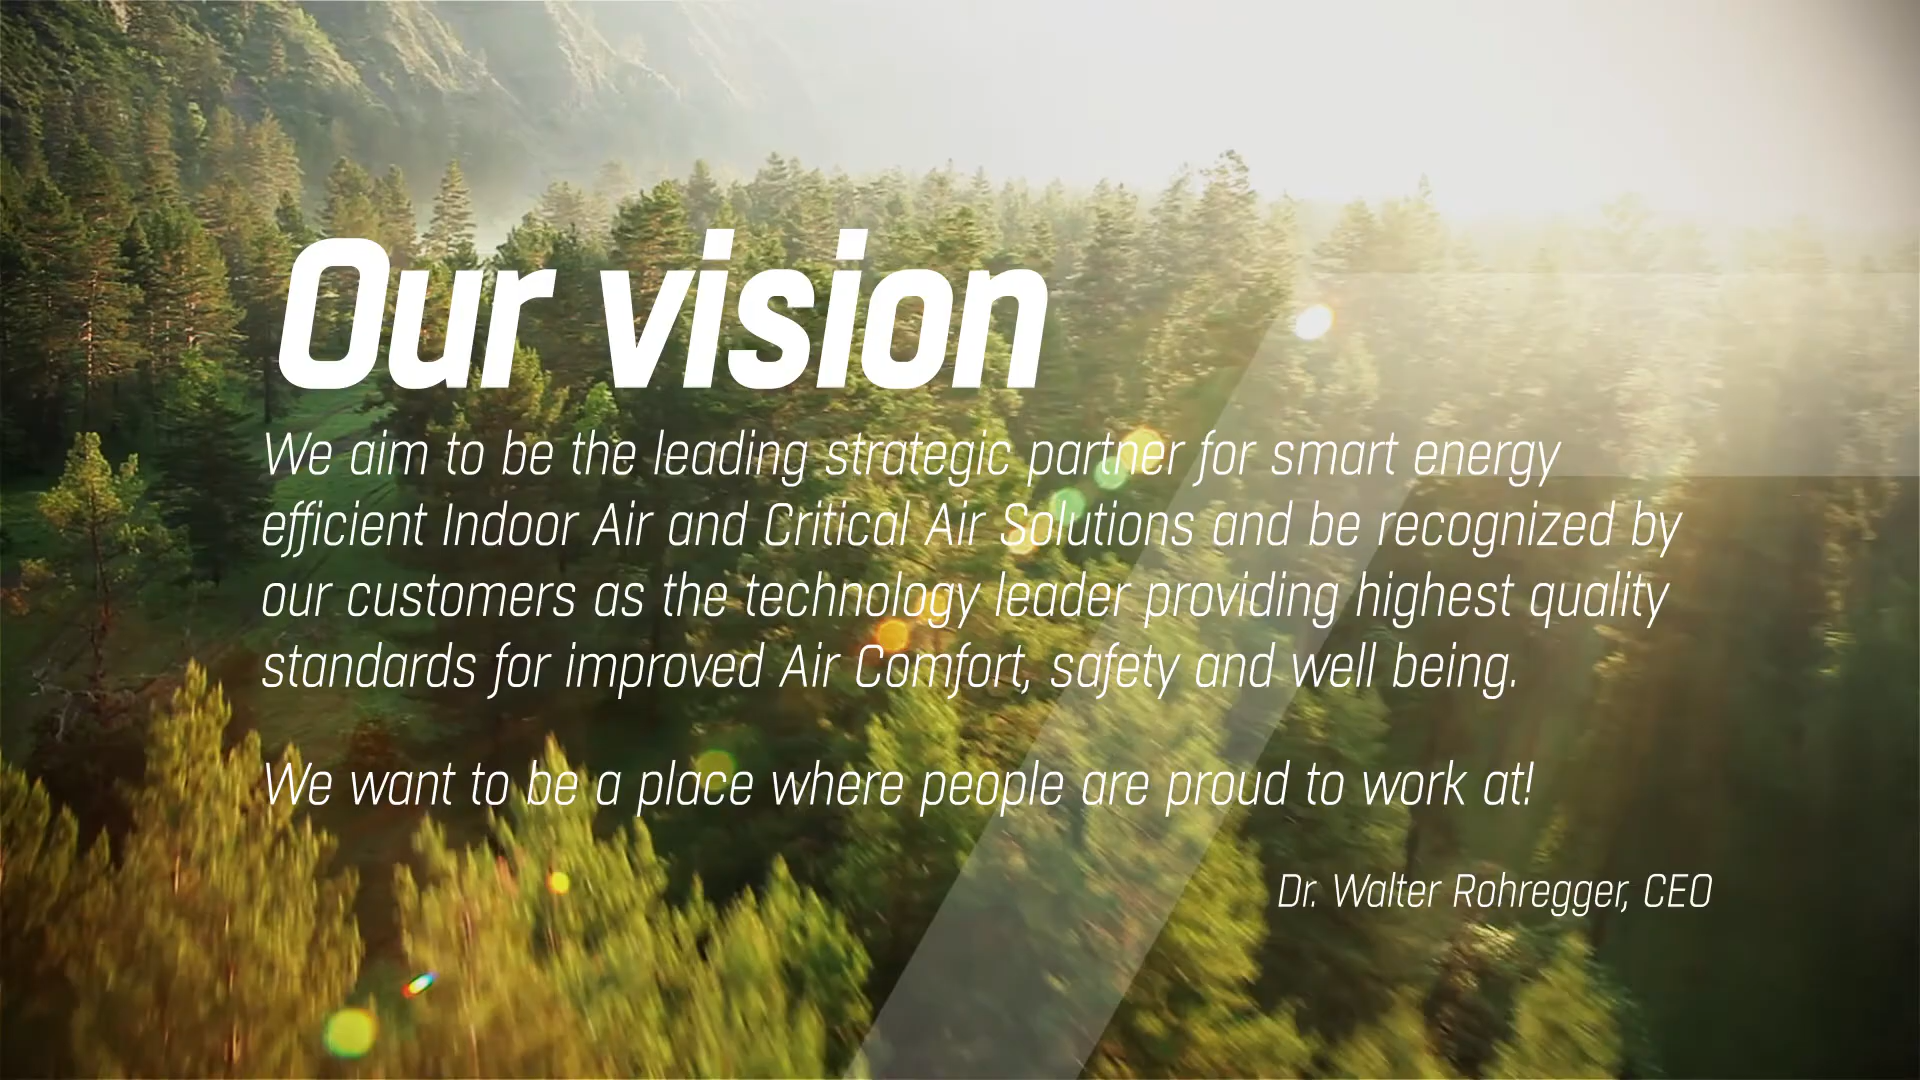 Our vision
We aim to be the leading strategic partner for smart energy
efficient Indoor Air and Critical Air Solutions and be recognized by
our customers as the technology leader providing highest quality
standards for improved Air Comfort, safety and well being.
We want to be a place where people are proud to work at!
Dr. Walter Rohregger, CEO